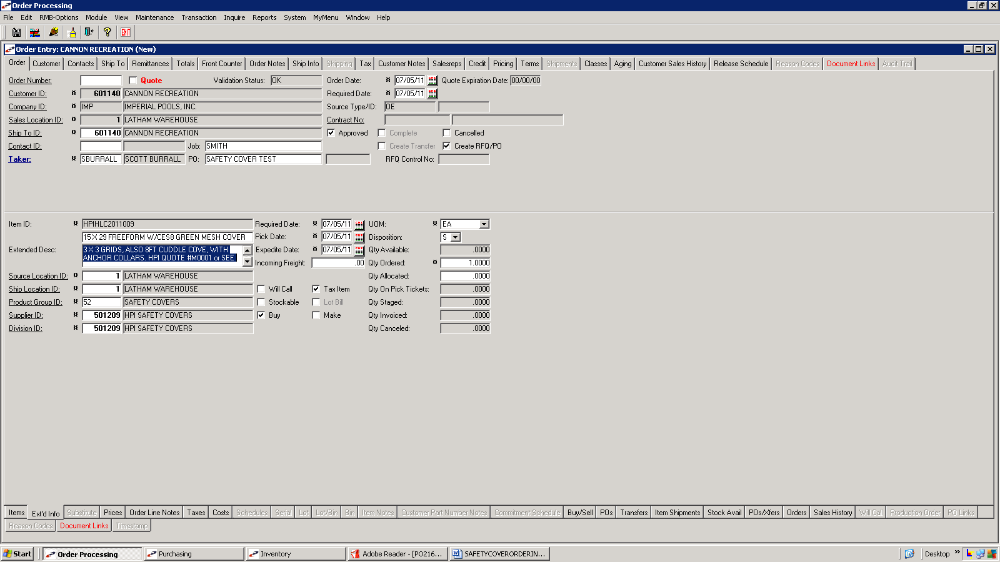 Order Processing
File Edit RMB-Options Module View Maintenance Transaction Inquire Reports System MyMenu Window Help
EXIT
Order Entry: CANNON RECREATION (New)
Order Customer Contacts Ship To Remittances Totals Front Counter Order Notes Ship Info Shipping Tax Customer Notes Salesreps Credit Pricing Terms Shipments Classes Aging Customer Sales History Release Schedule Reason Codes Document Links Audit Trail
Order Number: Quote Validation Status: OK Order Date: 07/05/11 Quote Expiration Date: 00/00/00
Customer ID: 601140 CANNON RECREATION Required Date: 07/05/11
Company ID: IMP IMPERIAL POOLS, INC. Source Type/ID: OE
Sales Location ID: 1 LATHAM WAREHOUSE Contract No:
Ship To ID: 601140 CANNON RECREATION Approved Complete Cancelled
Contact ID: Job: SMITH Create Transfer Create RFQ/PO
Taker: SBURRALL SCOTT BURRALL PO: SAFETY COVER TEST RFQ Control No:
Item ID: HPIHLC2011009 Required Date: 07/05/11 UOM: EA
15 X 29 FREEFORM W/CES8 GREEN MESH COVER Pick Date: 07/05/11 Disposition: S
Extended Desc: 3 X 3 GRIDS, ALSO 8FT CUDDLE COVE, WITH Expedite Date: 07/05/11 Qty Available: .0000
ANCHOR COLLARS. HPI QUOTE #M0001 or SEE Incoming Freight: .00 Qty Ordered: 1.0000
Source Location ID: 1 LATHAM WAREHOUSE Qty Allocated: .0000
Ship Location ID: 1 LATHAM WAREHOUSE Will Call Tax Item Qty On Pick Tickets: .0000
Product Group ID: 52 SAFETY COVERS Stockable Lot Bill Qty Staged: .0000
Supplier ID: 501209 HPI SAFETY COVERS Buy Make Qty Invoiced: .0000
Division ID: 501209 HPI SAFETY COVERS Qty Canceled: .0000
Items Ext'd Info Substitute Prices Order Line Notes Taxes Costs Schedules Serial Lot Lot/Bin Bin Item Notes Customer Part Number Notes Commitment Schedule Buy/Sell POs Transfers Item Shipments Stock Avail POs/Xfers Orders Sales History Will Call Production Order PO Links
Reason Codes Document Links Timestamp
Start Order Processing Purchasing Inventory Adobe Reader - [PO216... SAFETYCOVERORDERIN... Desktop »